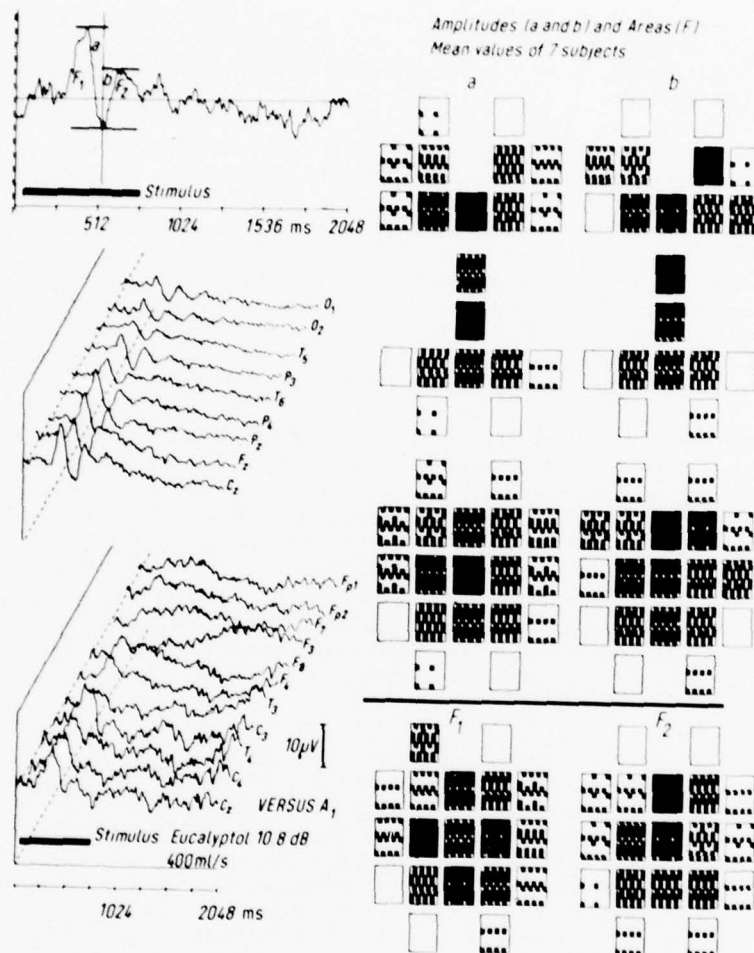 Amplitudes (a and b) and Areas (F)
Mean values of 7 subjects
a
b
a
F1
b
F2
Stimulus
512 1024 1536 ms 2048
O1
O2
T5
P3
T6
P4
Pz
Fz
Cz
Fp1
Fp2
F7
F3
F8
F4
T3
C3
T4
C4
Cz
10µV
VERSUS A1
Stimulus Eucalyptol 10 8 dB
400ml/s
1024 2048 ms
F1
F2